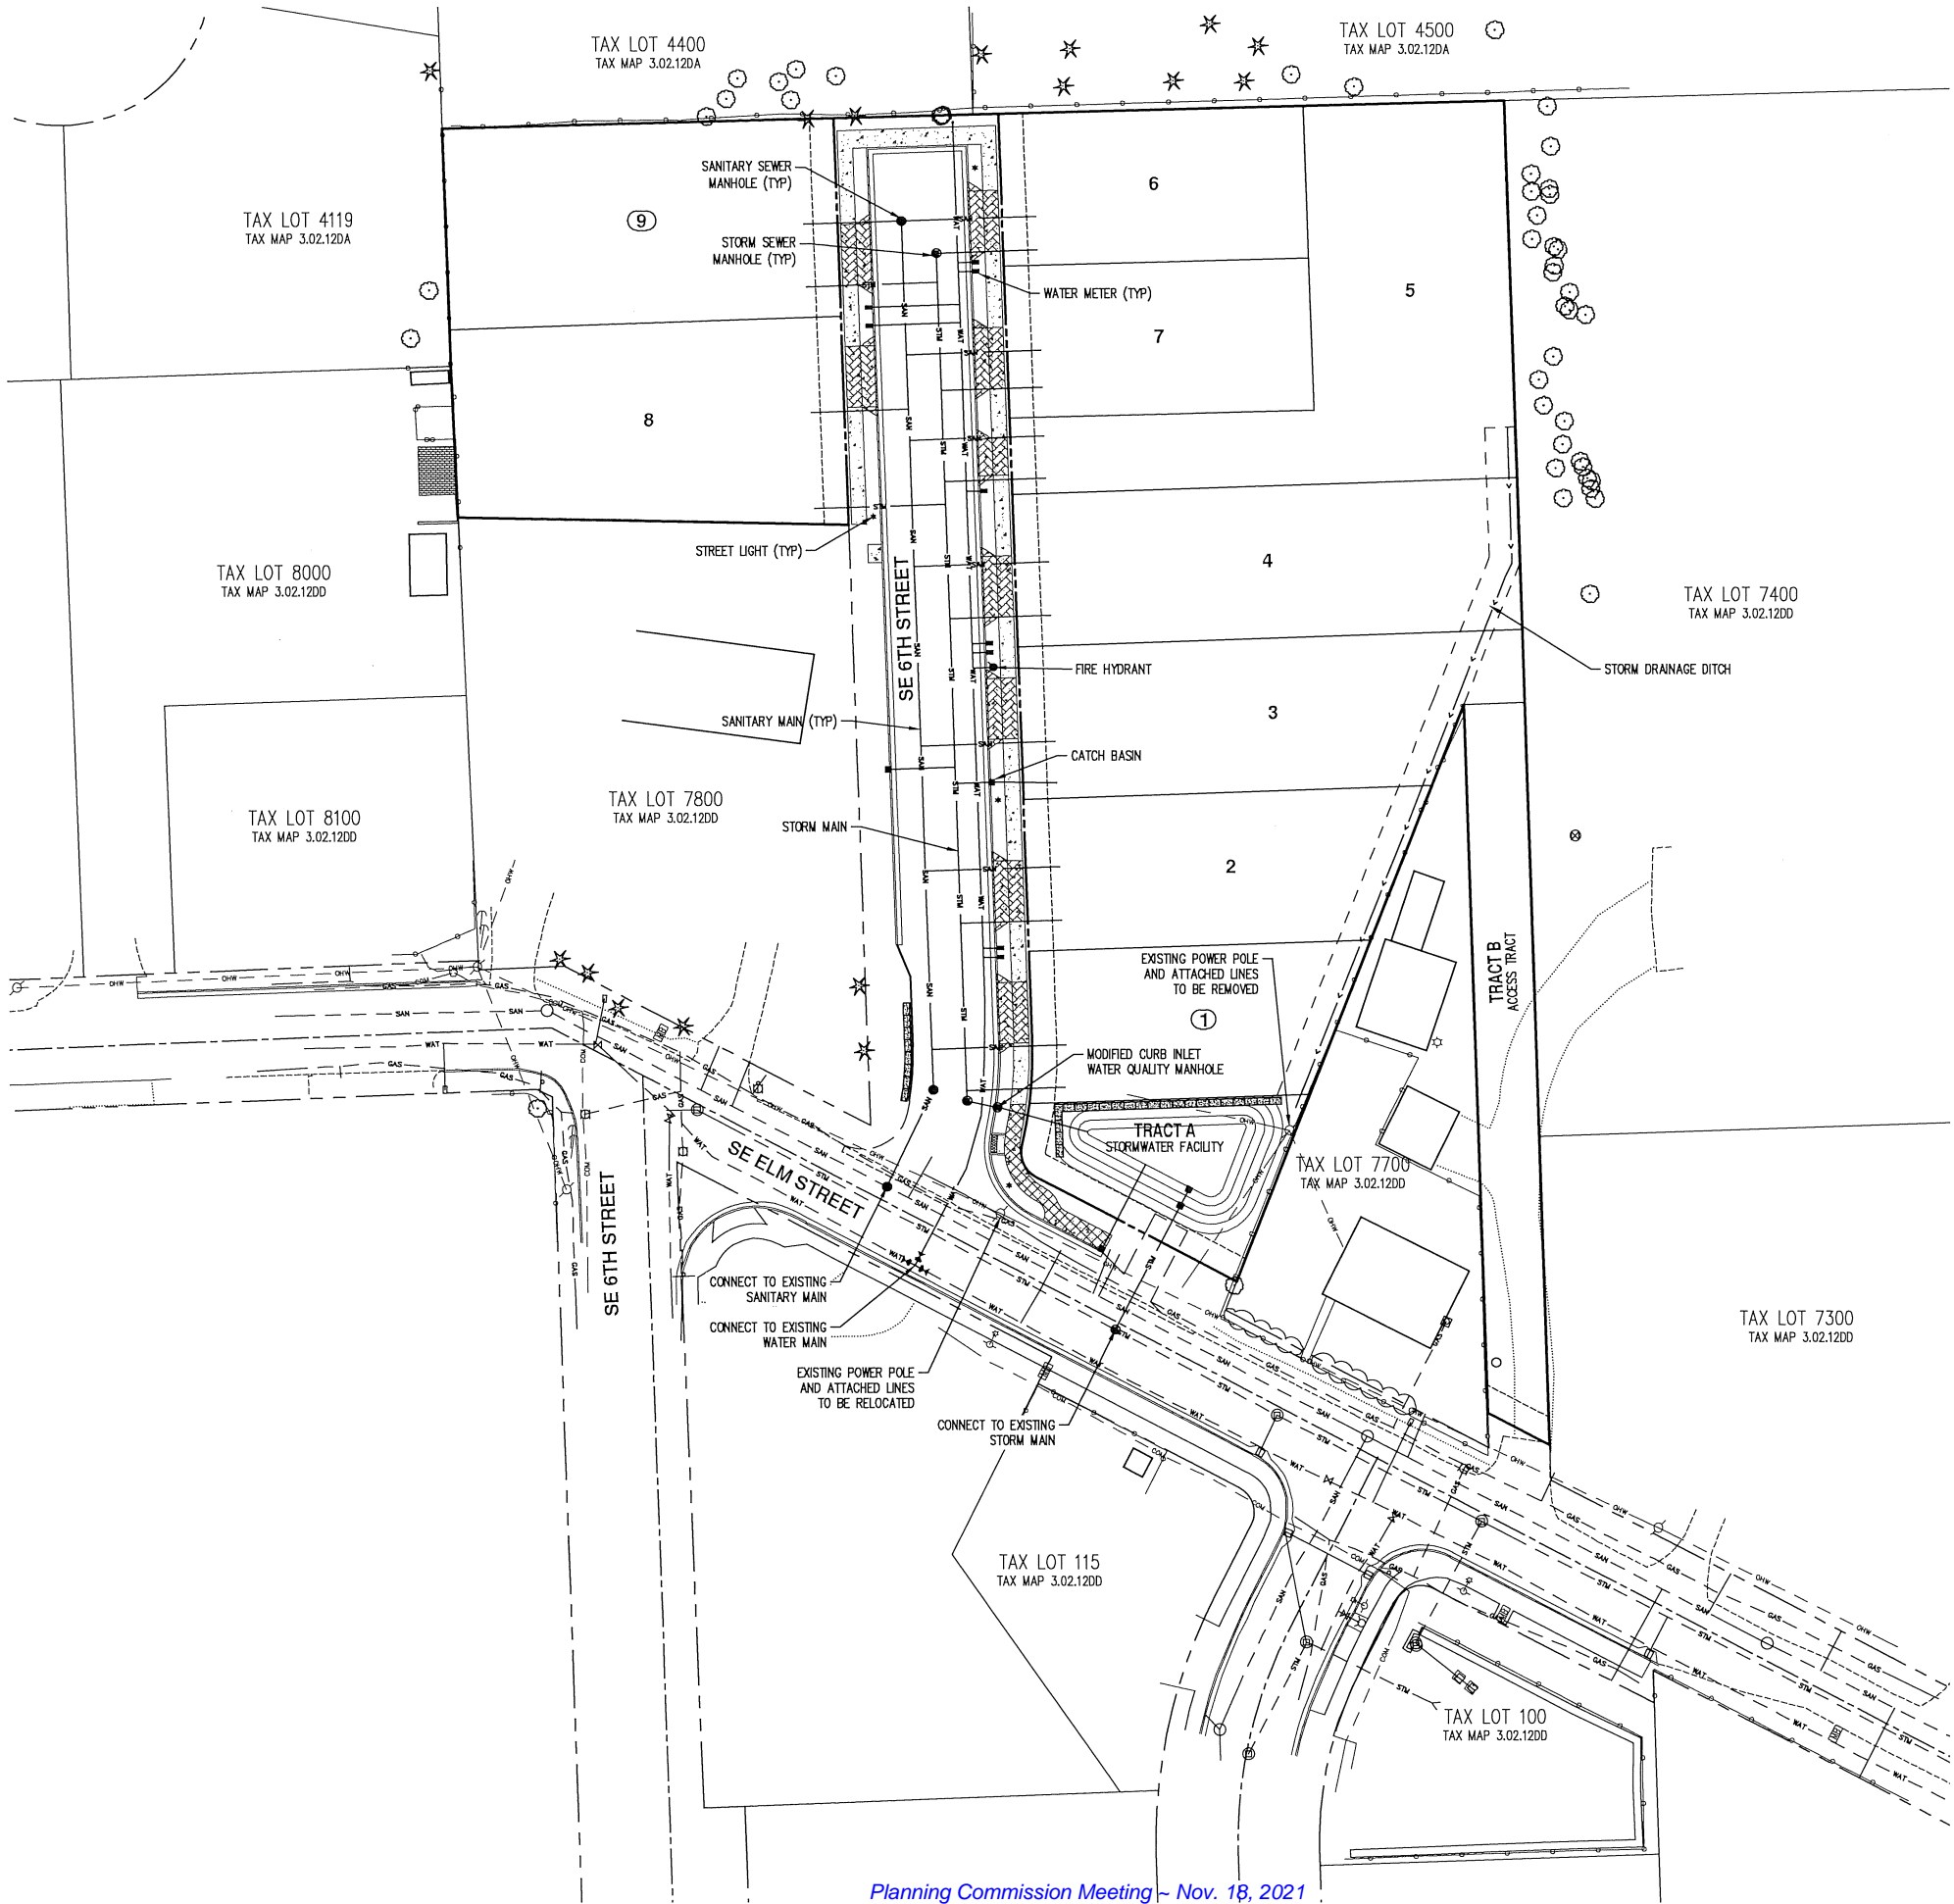 TAX LOT 4400
TAX MAP 3.02.12DA
TAX LOT 4500
TAX MAP 3.02.12DA
TAX LOT 4119
TAX MAP 3.02.12DA
9
SANITARY SEWER
MANHOLE (TYP)
STORM SEWER
MANHOLE (TYP)
6
WATER METER (TYP)
5
7
8
STREET LIGHT (TYP)
SE 6TH STREET
4
TAX LOT 8000
TAX MAP 3.02.12DD
TAX LOT 7400
TAX MAP 3.02.12DD
FIRE HYDRANT
STORM DRAINAGE DITCH
SANITARY MAIN (TYP)
3
CATCH BASIN
TAX LOT 8100
TAX MAP 3.02.12DD
TAX LOT 7800
TAX MAP 3.02.12DD
STORM MAIN
2
EXISTING POWER POLE
AND ATTACHED LINES
TO BE REMOVED
1
TRACT B
ACCESS TRACT
MODIFIED CURB INLET
WATER QUALITY MANHOLE
TRACT A
STORMWATER FACILITY
TAX LOT 7700
TAX MAP 3.02.12DD
SE ELM STREET
SE 6TH STREET
CONNECT TO EXISTING
SANITARY MAIN
CONNECT TO EXISTING
WATER MAIN
EXISTING POWER POLE
AND ATTACHED LINES
TO BE RELOCATED
CONNECT TO EXISTING
STORM MAIN
TAX LOT 7300
TAX MAP 3.02.12DD
TAX LOT 115
TAX MAP 3.02.12DD
TAX LOT 100
TAX MAP 3.02.12DD
Planning Commission Meeting ~ Nov. 18, 2021